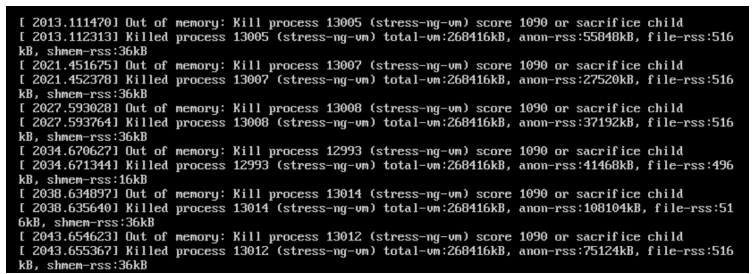 [ 2013.111470] Out of memory: Kill process 13005 (stress-ng-vm) score 1090 or sacrifice child
[ 2013.112313] Killed process 13005 (stress-ng-vm) total-vm:268416kB, anon-rss:55848kB, file-rss:516
kB, shmem-rss:36kB
[ 2021.451675] Out of memory: Kill process 13007 (stress-ng-vm) score 1090 or sacrifice child
[ 2021.452378] Killed process 13007 (stress-ng-vm) total-vm:268416kB, anon-rss:27520kB, file-rss:516
kB, shmem-rss:36kB
[ 2027.593028] Out of memory: Kill process 13008 (stress-ng-vm) score 1090 or sacrifice child
[ 2027.593764] Killed process 13008 (stress-ng-vm) total-vm:268416kB, anon-rss:37192kB, file-rss:516
kB, shmem-rss:36kB
[ 2034.670627] Out of memory: Kill process 12993 (stress-ng-vm) score 1090 or sacrifice child
[ 2034.671344] Killed process 12993 (stress-ng-vm) total-vm:268416kB, anon-rss:41468kB, file-rss:496
kB, shmem-rss:16kB
[ 2038.634897] Out of memory: Kill process 13014 (stress-ng-vm) score 1090 or sacrifice child
[ 2038.635640] Killed process 13014 (stress-ng-vm) total-vm:268416kB, anon-rss:108104kB, file-rss:51
6kB, shmem-rss:36kB
[ 2043.654623] Out of memory: Kill process 13012 (stress-ng-vm) score 1090 or sacrifice child
[ 2043.655367] Killed process 13012 (stress-ng-vm) total-vm:268416kB, anon-rss:75124kB, file-rss:516
kB, shmem-rss:36kB